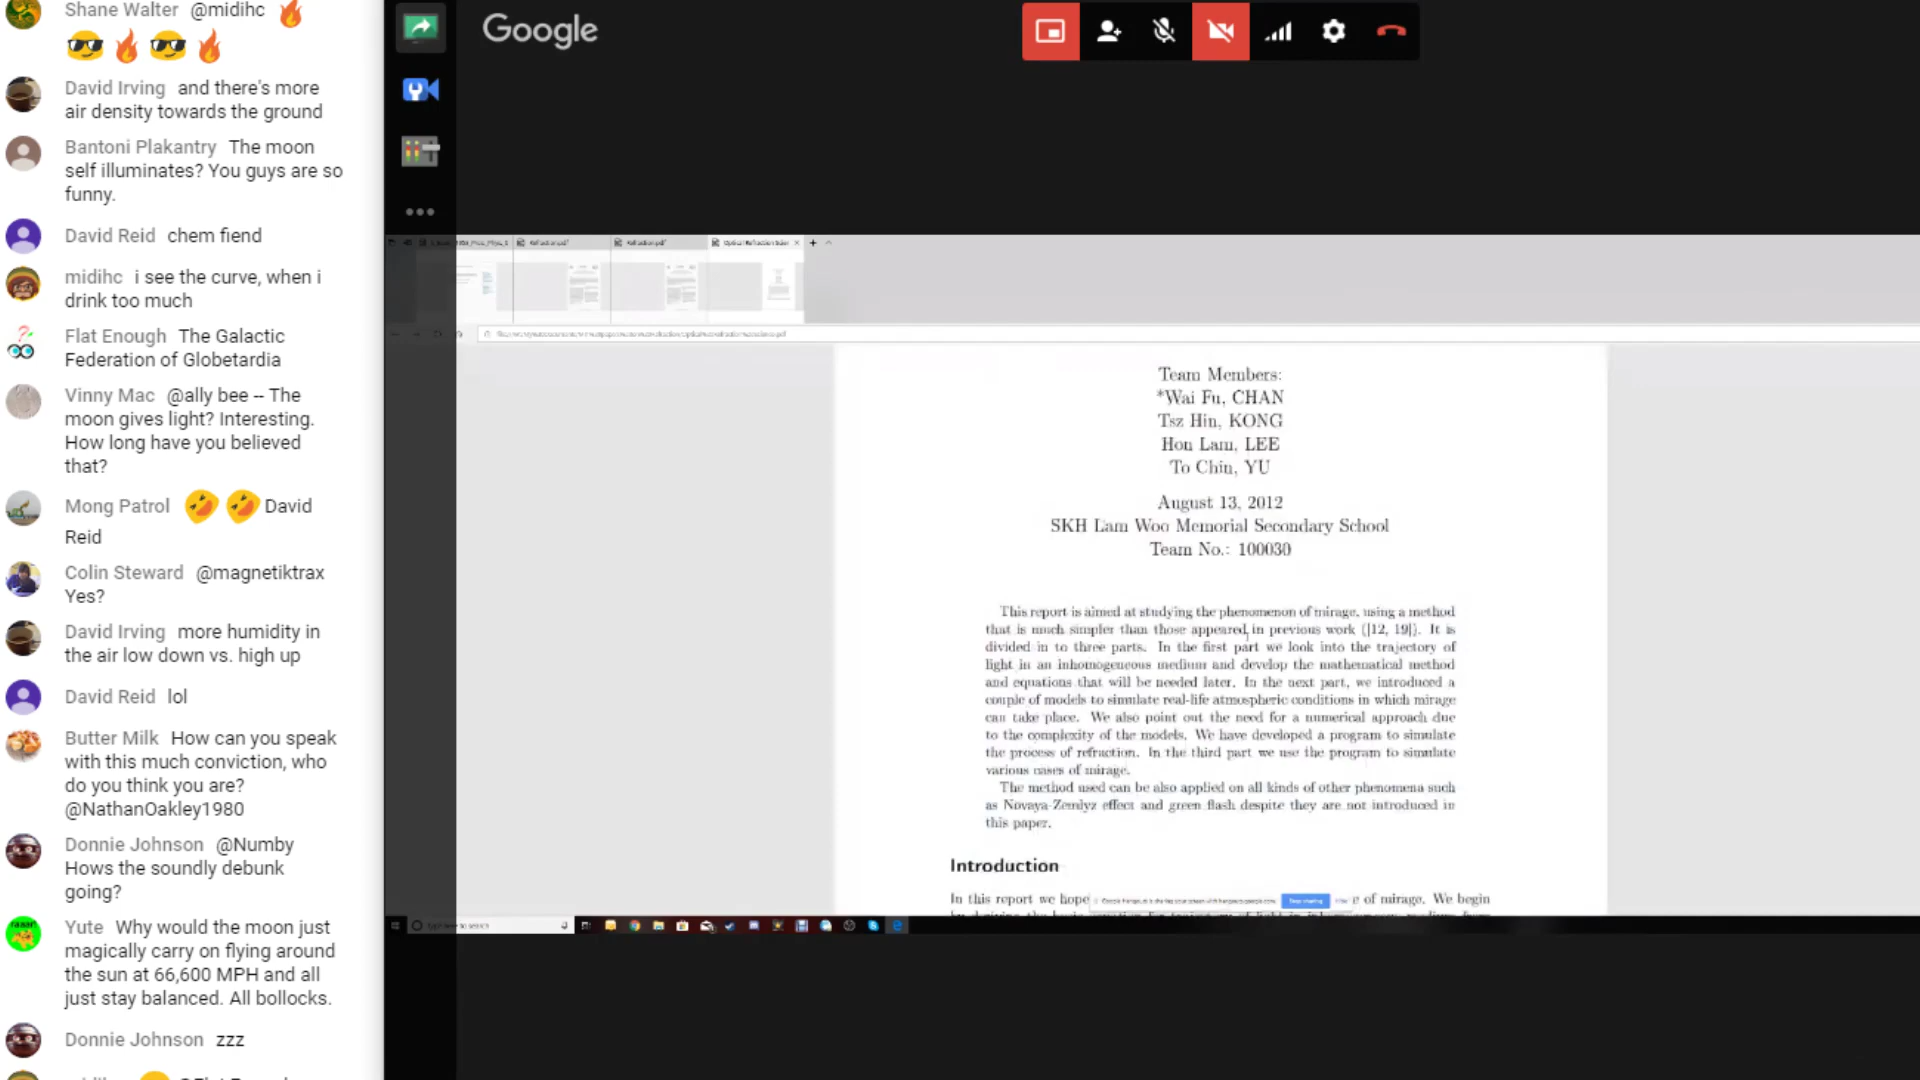 Shane Walter @midihc
David Irving and there's more
air density towards the ground
Bantoni Plakantry The moon
self illuminates? You guys are so
funny.
David Reid chem fiend
midihc i see the curve, when i
drink too much
Flat Enough The Galactic
Federation of Globetardia
Vinny Mac @ally bee -- The
moon gives light? Interesting.
How long have you believed
that?
Mong Patrol David
Reid
Colin Steward @magnetiktrax
Yes?
David Irving more humidity in
the air low down vs. high up
David Reid lol
Butter Milk How can you speak
with this much conviction, who
do you think you are?
@NathanOakley1980
Donnie Johnson @Numby
Hows the soundly debunk
going?
Yute Why would the moon just
magically carry on flying around
the sun at 66,600 MPH and all
just stay balanced. All bollocks.
Donnie Johnson zzz
Google
Refraction.pdf
Refraction.pdf
Optical Refraction
Team Members:
*Wai Fu, CHAN
Tsz Hin, KONG
Hon Lam, LEE
To Chin, YU
August 13, 2012
SKH Lam Woo Memorial Secondary School
Team No.: 100030
This report is aimed at studying the phenomenon of mirage, using a method
that is much simpler than those appeared in previous work ([12, 19]). It is
divided in to three parts. In the first part we look into the trajectory of
light in an inhomogeneous medium and develop the mathematical method
and equations that will be needed later. In the next part, we introduced a
couple of models to simulate real-life atmospheric conditions in which mirage
can take place. We also point out the need for a numerical approach due
to the complexity of the models. We have developed a program to simulate
the process of refraction. In the third part we use the program to simulate
various cases of mirage.
The method used can be also applied on all kinds of other phenomena such
as Novaya-Zemlyz effect and green flash despite they are not introduced in
this paper.
Introduction
In this report we hope of mirage. We begin
Stop sharing